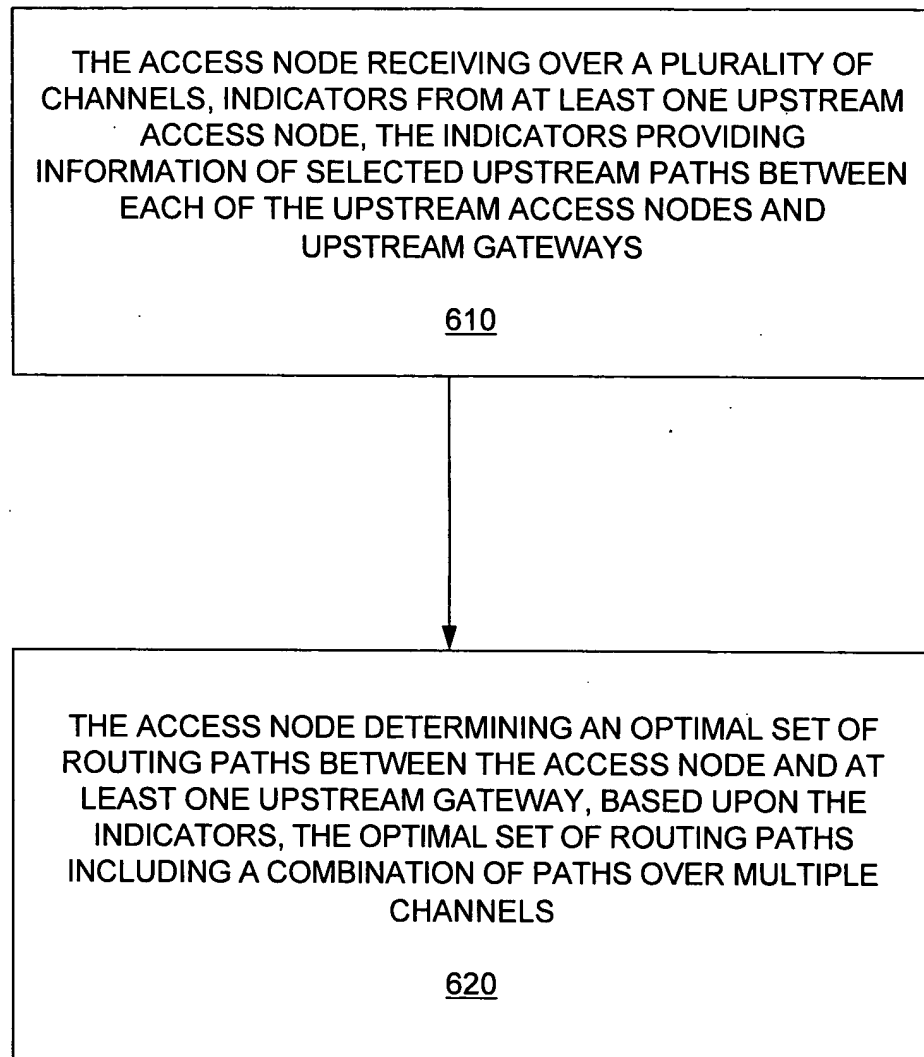 THE ACCESS NODE RECEIVING OVER A PLURALITY OF
CHANNELS, INDICATORS FROM AT LEAST ONE UPSTREAM
ACCESS NODE, THE INDICATORS PROVIDING
INFORMATION OF SELECTED UPSTREAM PATHS BETWEEN
EACH OF THE UPSTREAM ACCESS NODES AND
UPSTREAM GATEWAYS
610
THE ACCESS NODE DETERMINING AN OPTIMAL SET OF
ROUTING PATHS BETWEEN THE ACCESS NODE AND AT
LEAST ONE UPSTREAM GATEWAY, BASED UPON THE
INDICATORS, THE OPTIMAL SET OF ROUTING PATHS
INCLUDING A COMBINATION OF PATHS OVER MULTIPLE
CHANNELS
620